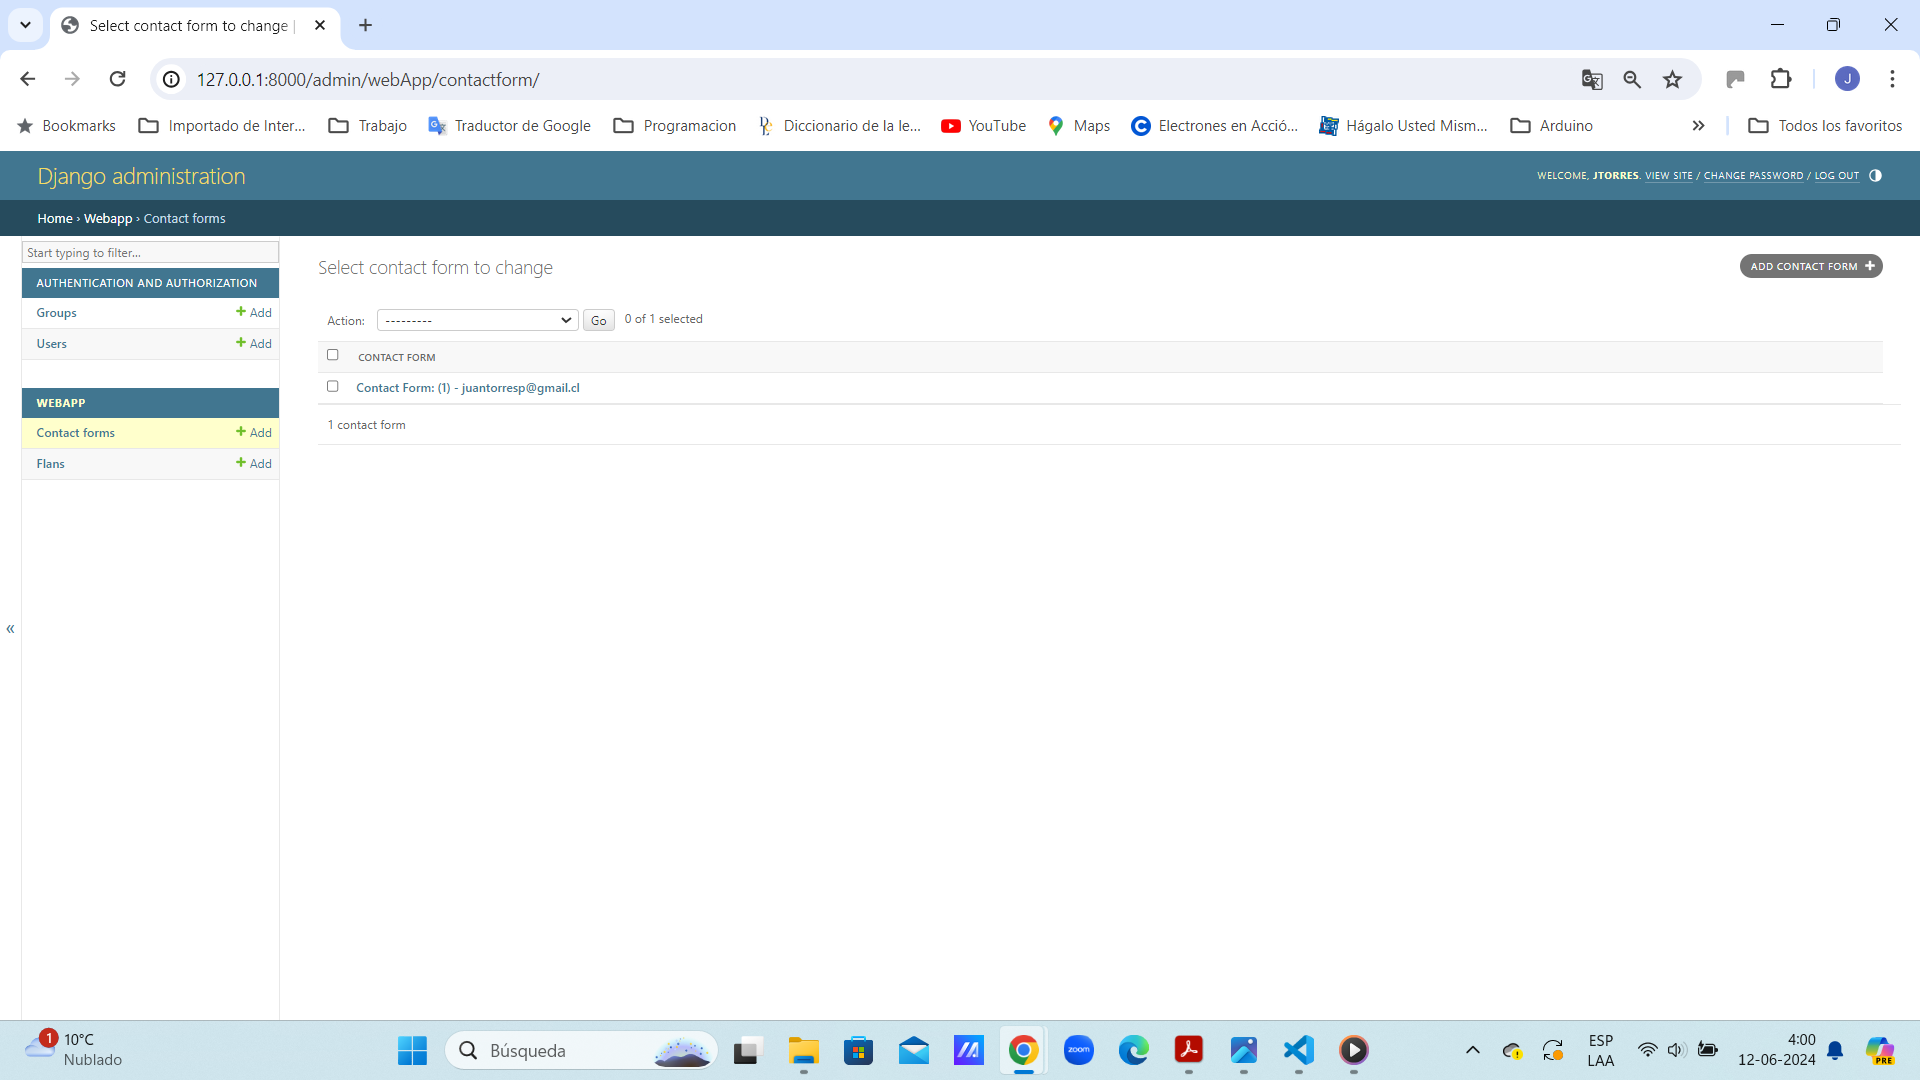 Select contact form to change |
127.0.0.1:8000/admin/webApp/contactform/
J
Bookmarks Importado de Inter... Trabajo Traductor de Google Programacion Diccionario de la le... YouTube Maps Electrones en Acció... Hágalo Usted Mism... Arduino » Todos los favoritos
Django administration
WELCOME, JTORRES. VIEW SITE / CHANGE PASSWORD / LOG OUT
Home › Webapp › Contact forms
Start typing to filter...
AUTHENTICATION AND AUTHORIZATION
Groups + Add
Users + Add
WEBAPP
Contact forms + Add
Flans + Add
«
Select contact form to change
ADD CONTACT FORM +
Action: --------- Go 0 of 1 selected
CONTACT FORM
Contact Form: (1) - juantorresp@gmail.cl
1 contact form
1
10°C
Nublado
Búsqueda
zoom
ESP
LAA
4:00
12-06-2024
PRE